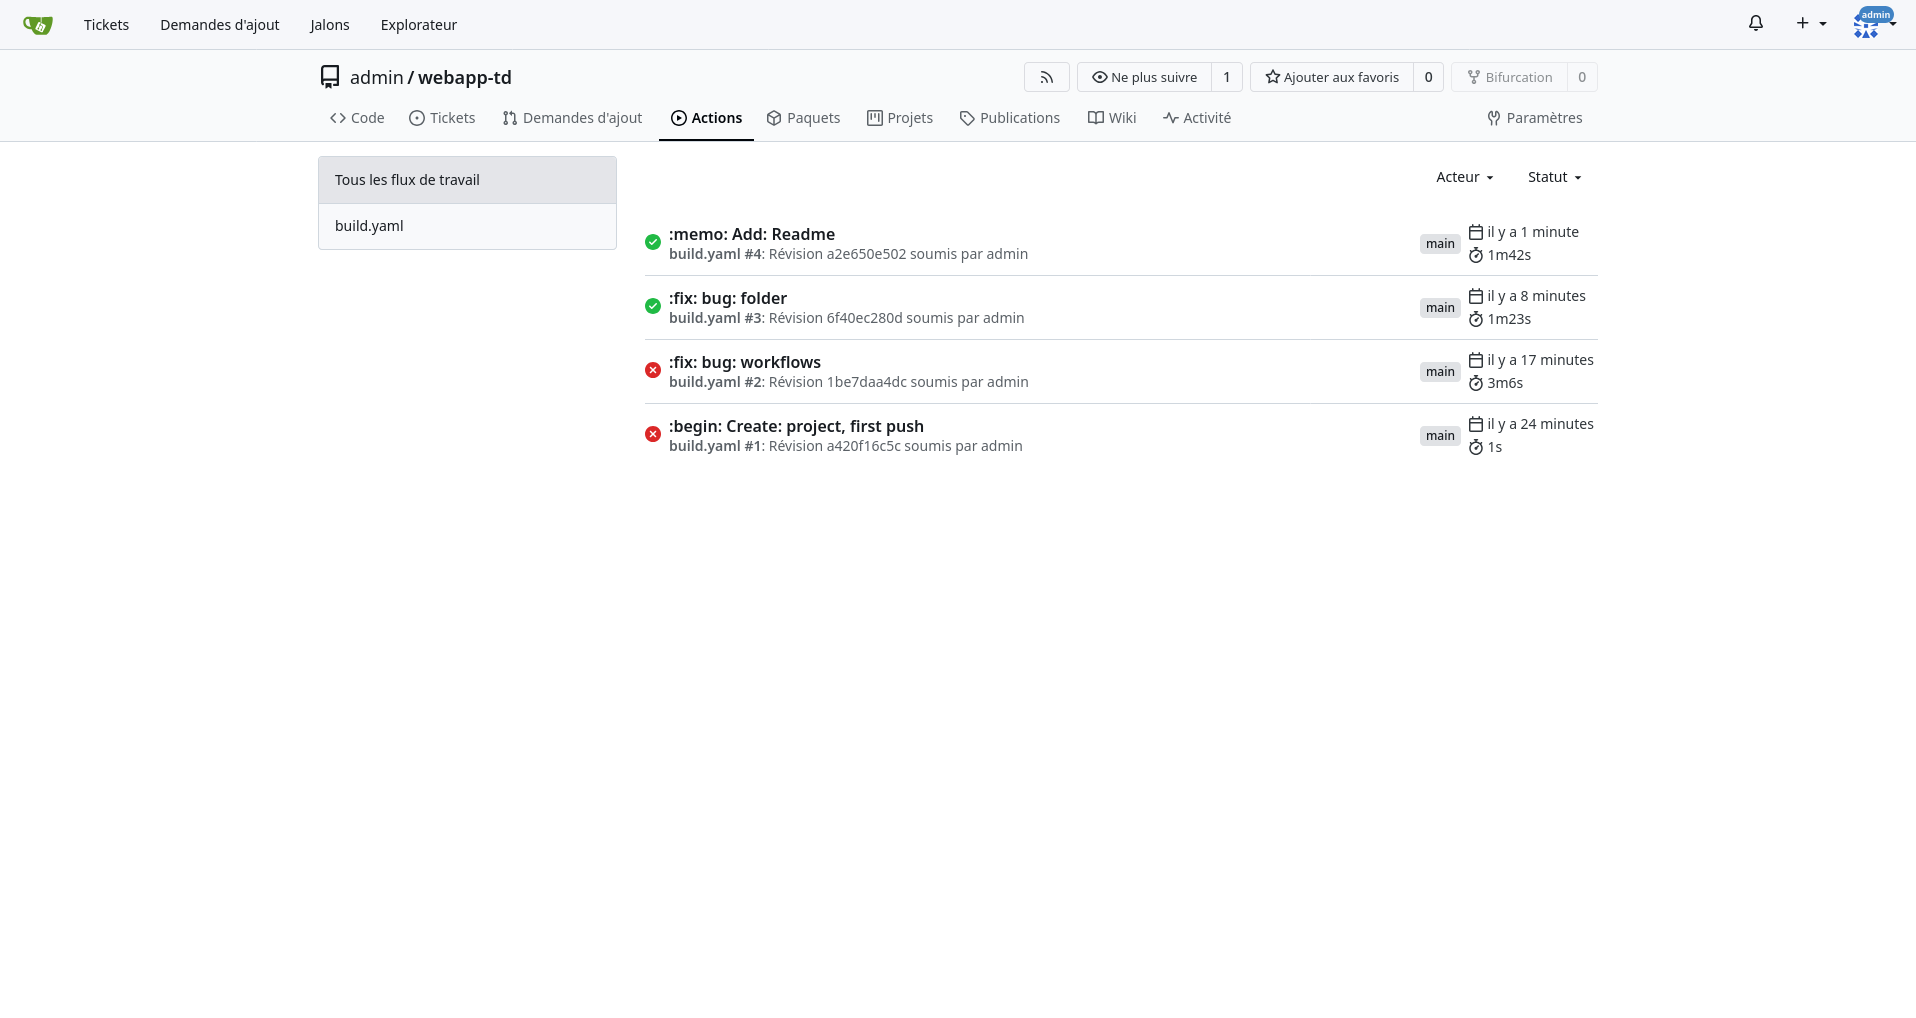 Tickets Demandes d'ajout Jalons Explorateur admin
admin / webapp-td Ne plus suivre 1 Ajouter aux favoris 0 Bifurcation 0
Code Tickets Demandes d'ajout Actions Paquets Projets Publications Wiki Activité Paramètres
Tous les flux de travail
build.yaml
Acteur Statut
:memo: Add: Readme
build.yaml #4: Révision a2e650e502 soumis par admin
main
il y a 1 minute
1m42s
:fix: bug: folder
build.yaml #3: Révision 6f40ec280d soumis par admin
main
il y a 8 minutes
1m23s
:fix: bug: workflows
build.yaml #2: Révision 1be7daa4dc soumis par admin
main
il y a 17 minutes
3m6s
:begin: Create: project, first push
build.yaml #1: Révision a420f16c5c soumis par admin
main
il y a 24 minutes
1s